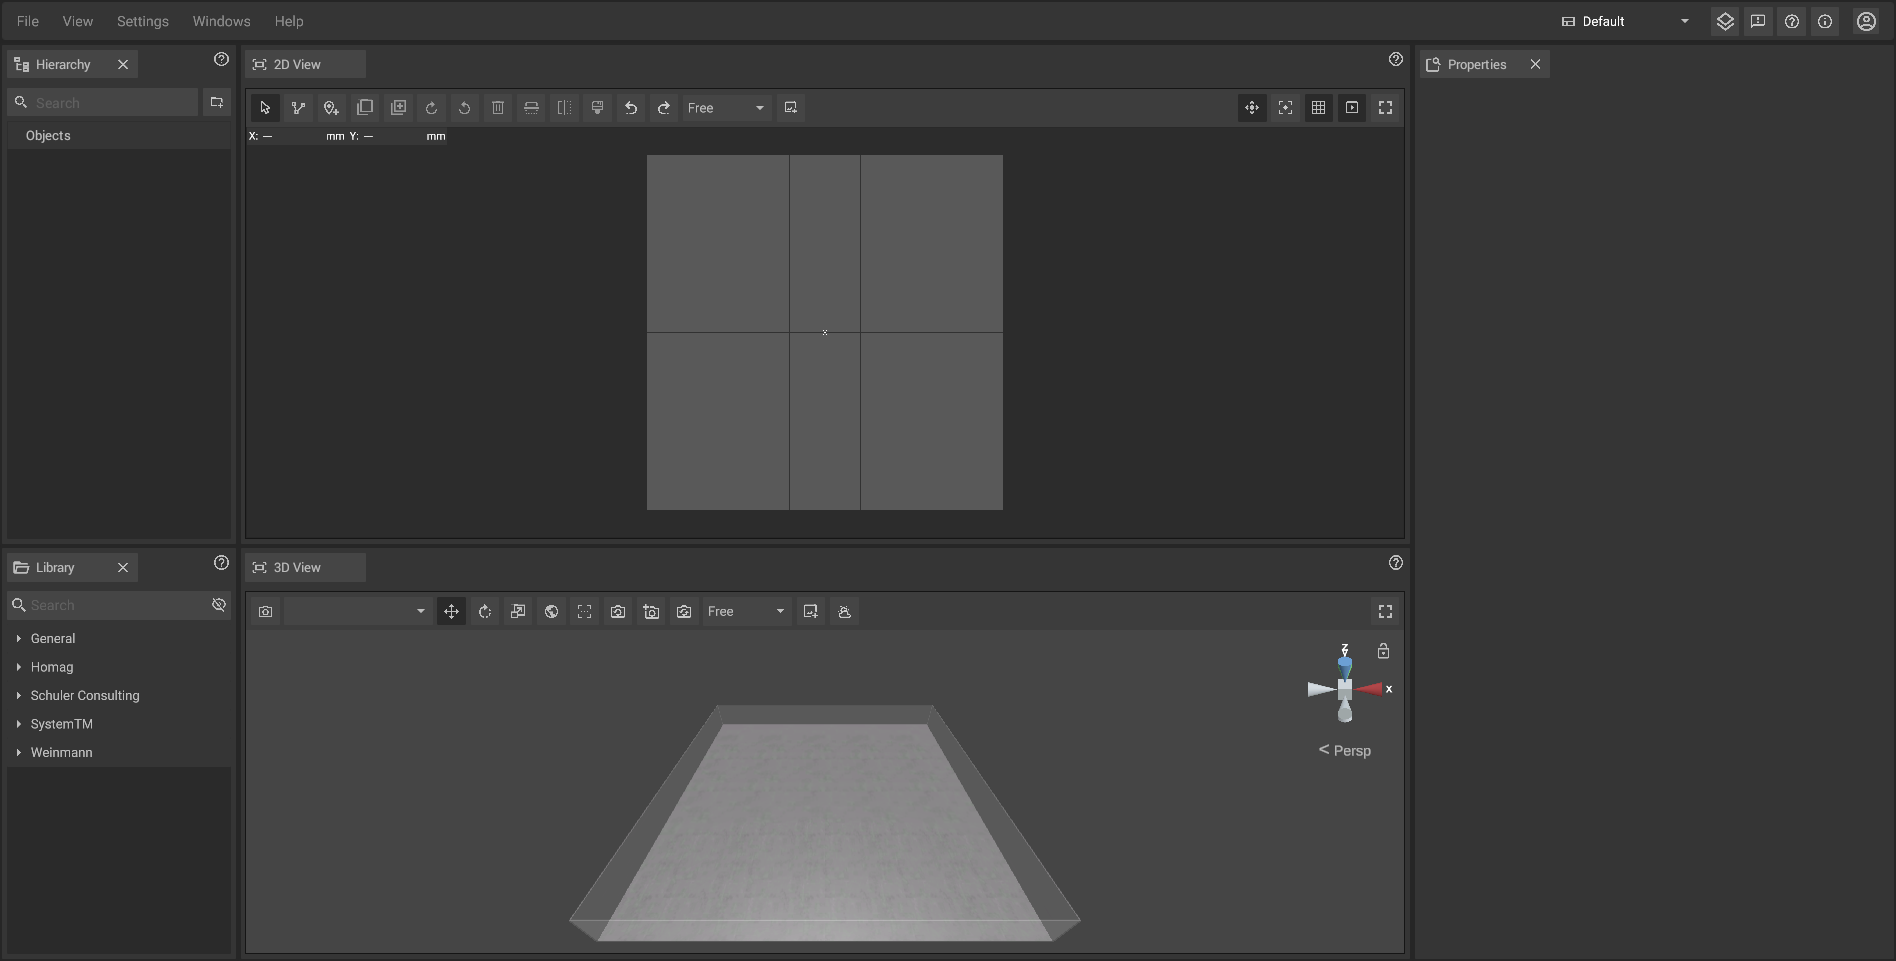 File View Settings Windows Help
Default
Hierarchy
Search
Objects
2D View
Free
X: — mm Y: — mm
Properties
Library
Search
General
Homag
Schuler Consulting
SystemTM
Weinmann
3D View
Free
Z
x
< Persp